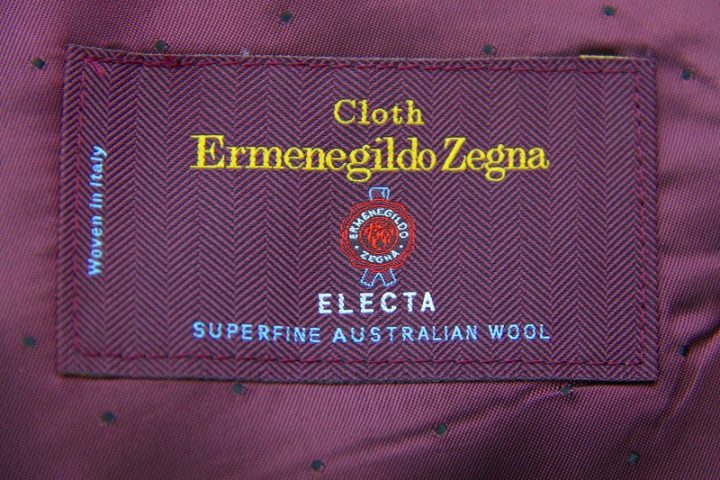 Cloth
Ermenegildo Zegna
Woven In Italy
ERMENEGILDO
ZEGNA
ELECTA
SUPERFINE AUSTRALIAN WOOL